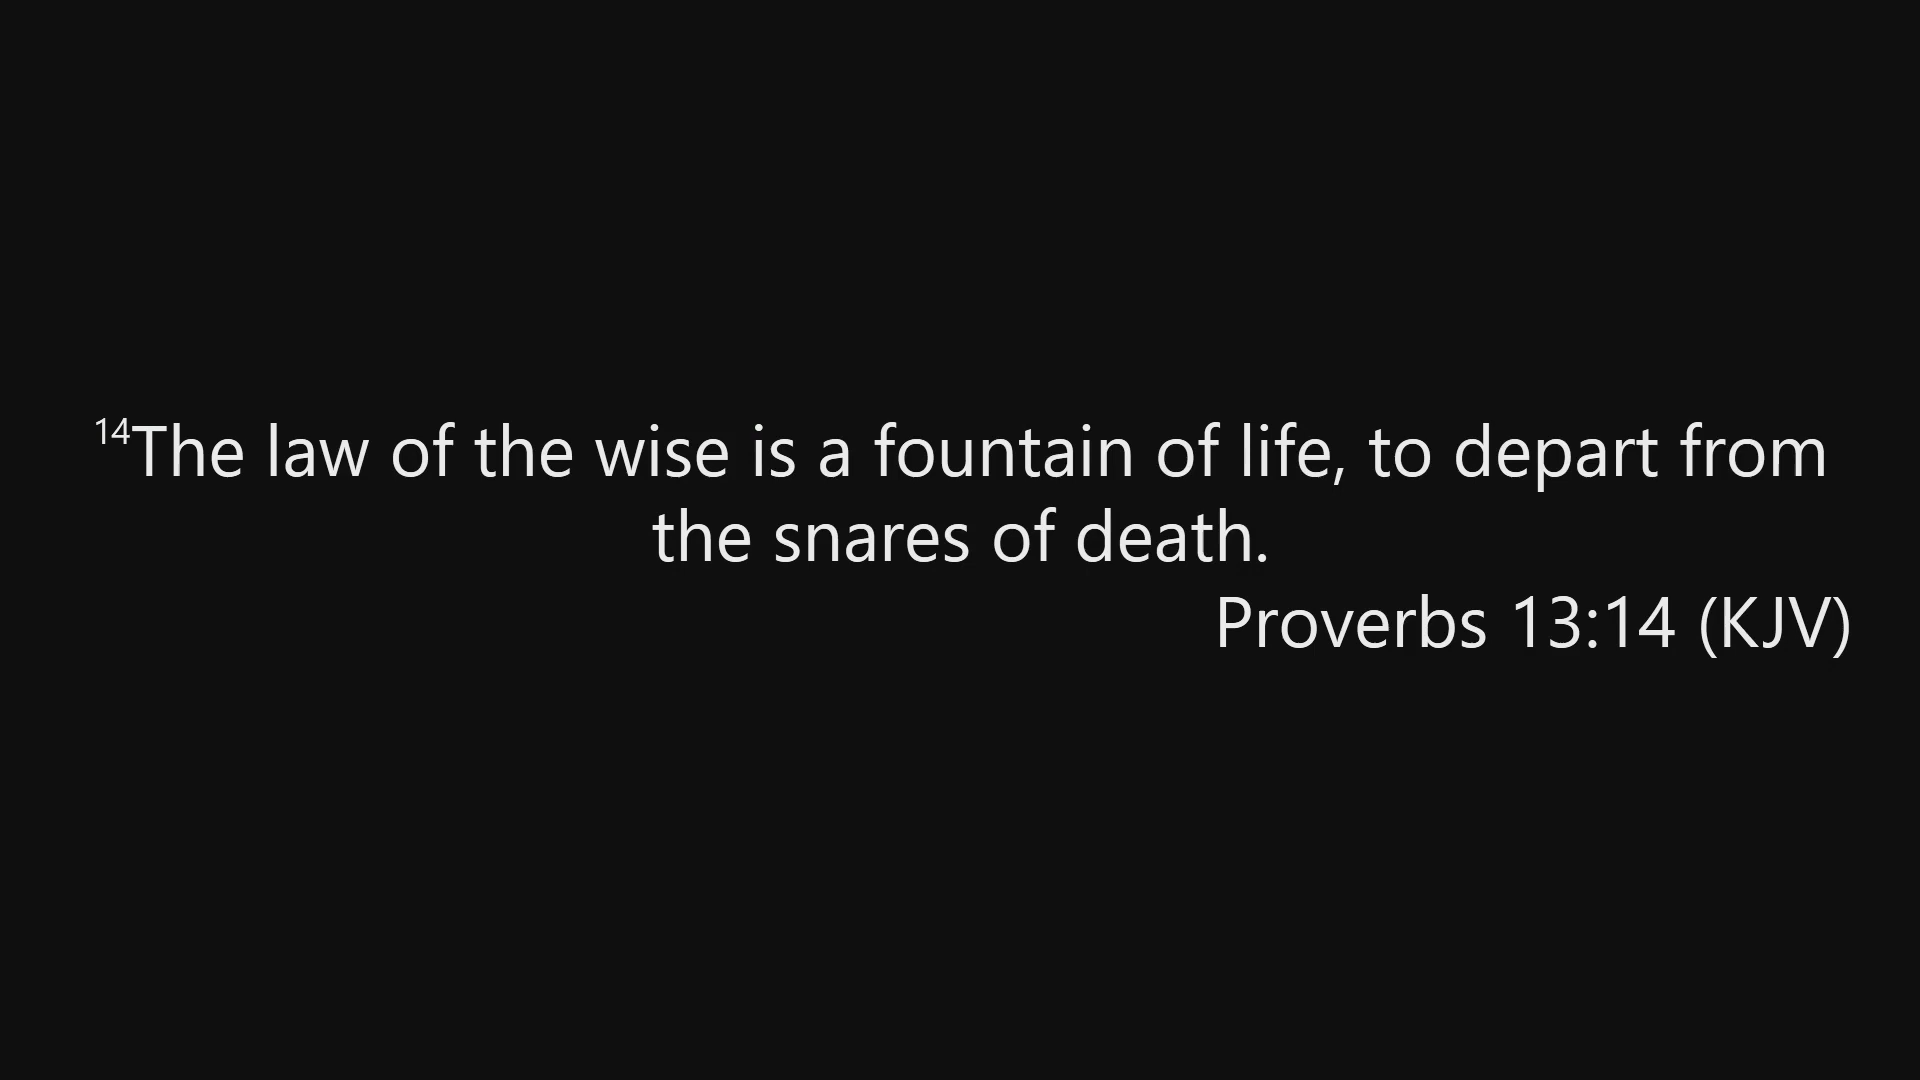 14The law of the wise is a fountain of life, to depart from
the snares of death.
Proverbs 13:14 (KJV)